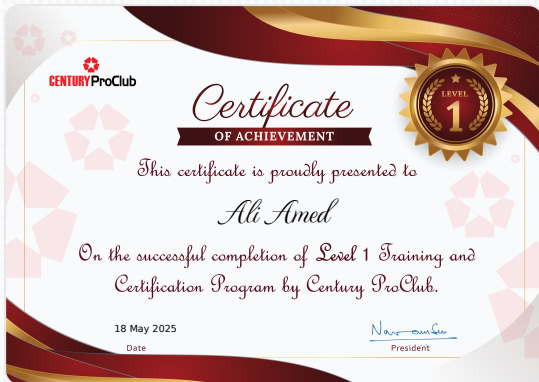 CENTURY ProClub
Certificate
OF ACHIEVEMENT
LEVEL
1
This certificate is proudly presented to
Ali Amed
On the successful completion of Level 1 Training and
Certification Program by Century ProClub.
18 May 2025
Date
President